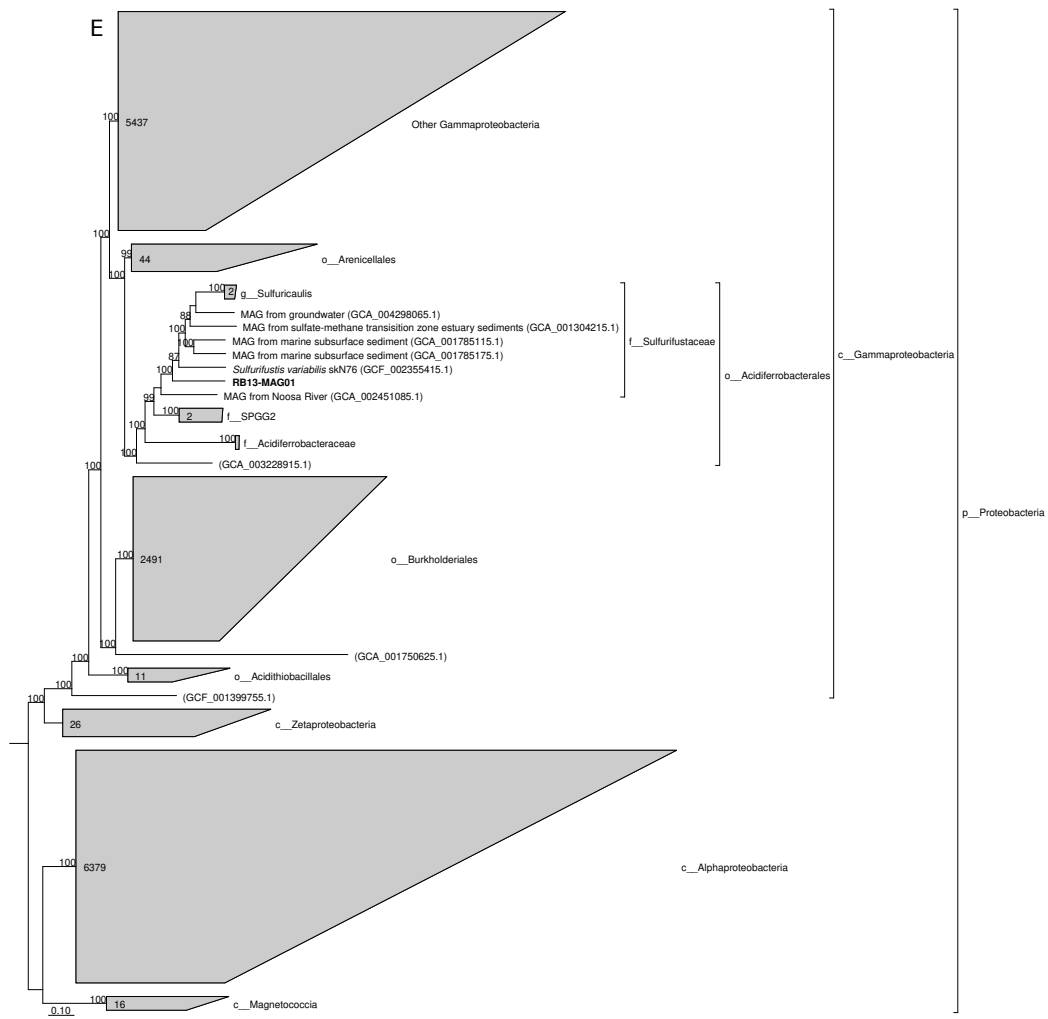 E
100
5437
Other Gammaproteobacteria
100
99
44
o__Arenicellales
100
100
2
g__Sulfuricaulis
MAG from groundwater (GCA_004298065.1)
88
MAG from sulfate-methane transisition zone estuary sediments (GCA_001304215.1)
100
MAG from marine subsurface sediment (GCA_001785115.1)
100
f__Sulfurifustaceae
MAG from marine subsurface sediment (GCA_001785175.1)
c__Gammaproteobacteria
87
Sulfurifustis variabilis skN76 (GCF_002355415.1)
100
o__Acidiferrobacterales
RB13-MAG01
MAG from Noosa River (GCA_002451085.1)
99
100
2
f__SPGG2
100
100
f__Acidiferrobacteraceae
100
(GCA_003228915.1)
100
p__Proteobacteria
100
2491
o__Burkholderiales
100
(GCA_001750625.1)
100
100
11
o__Acidithiobacillales
100
(GCF_001399755.1)
100
26
c__Zetaproteobacteria
100
6379
c__Alphaproteobacteria
100
16
c__Magnetococcia
0.10